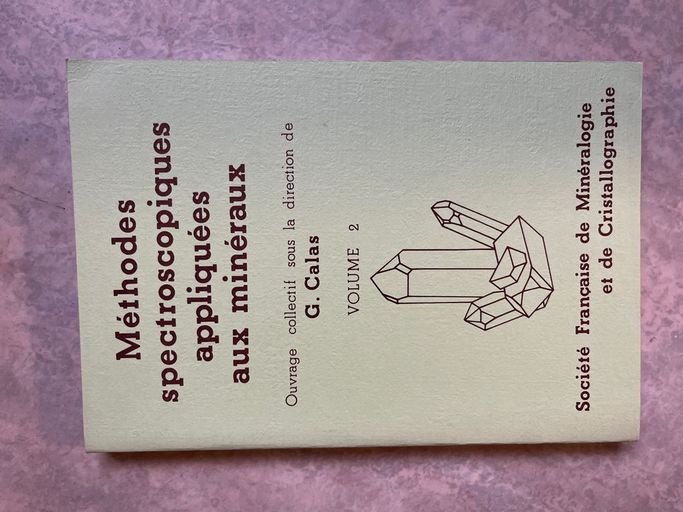 Méthodes
spectroscopiques
appliquées
aux minéraux
Ouvrage collectif sous la direction de
G. Calas
VOLUME 2
Société Française de Minéralogie
et de Cristallographie